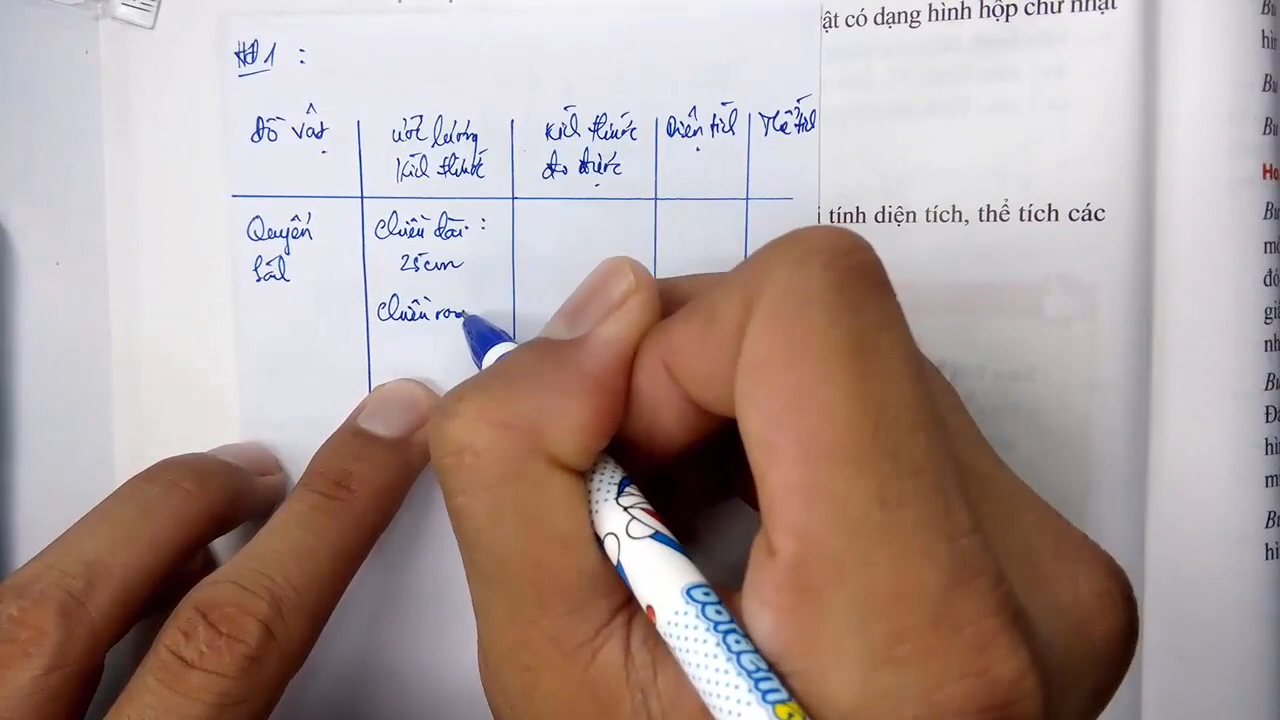 ật có dạng hình hộp chữ nhật
HĐ1 :
Đồ vật
ước lượng
kích thước
kích thước
đo được
Diện tích
Thể tích
i tính diện tích, thể tích các
Quyển
sách
chiều dài :
25cm
chiều rộn
Doraemo